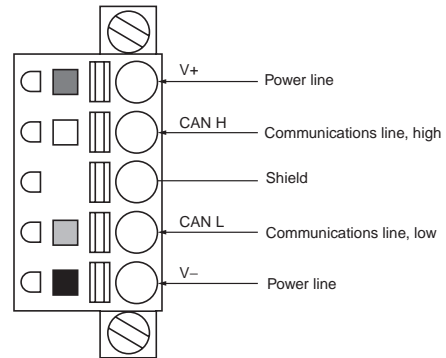 V+
Power line
CAN H
Communications line, high
Shield
CAN L
Communications line, low
V–
Power line